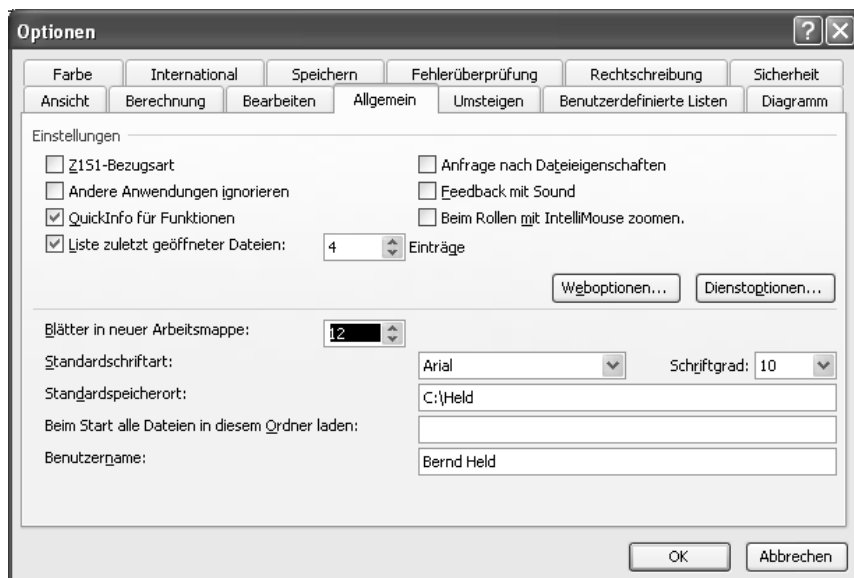 Optionen
Farbe International Speichern Fehlerüberprüfung Rechtschreibung Sicherheit
Ansicht Berechnung Bearbeiten Allgemein Umsteigen Benutzerdefinierte Listen Diagramm
Einstellungen
Z1S1-Bezugsart Anfrage nach Dateieigenschaften
Andere Anwendungen ignorieren Feedback mit Sound
QuickInfo für Funktionen Beim Rollen mit IntelliMouse zoomen.
Liste zuletzt geöffneter Dateien: 4 Einträge
Weboptionen... Dienstoptionen...
Blätter in neuer Arbeitsmappe: 12
Standardschriftart: Arial Schriftgrad: 10
Standardspeicherort: C:\Held
Beim Start alle Dateien in diesem Ordner laden:
Benutzername: Bernd Held
OK Abbrechen